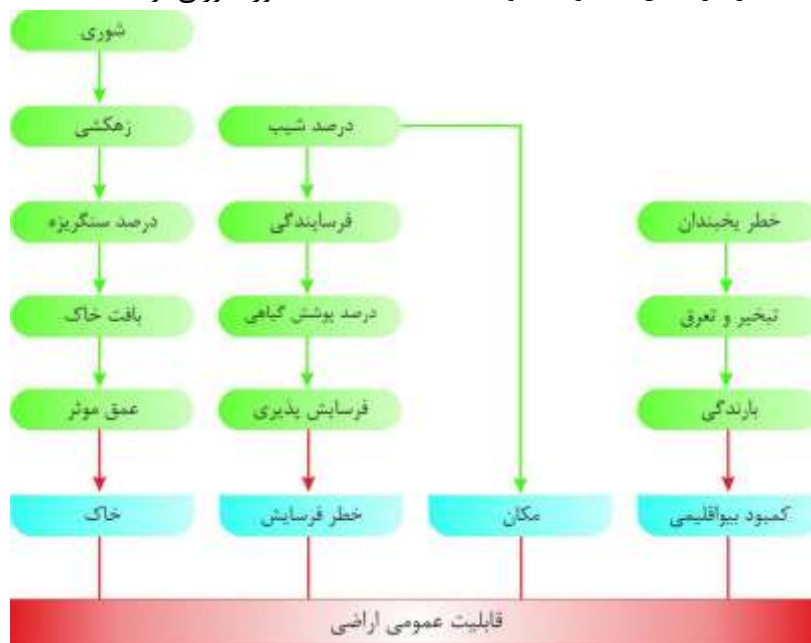 شوری
زهکشی
درصد سنگریزه
بافت خاک
عمق موثر
خاک
درصد شیب
فرسایندگی
درصد پوشش گیاهی
فرسایش پذیری
خطر فرسایش
مکان
خطر یخبندان
تبخیر و تعرق
بارندگی
کمبود بیواقلیمی
قابلیت عمومی اراضی